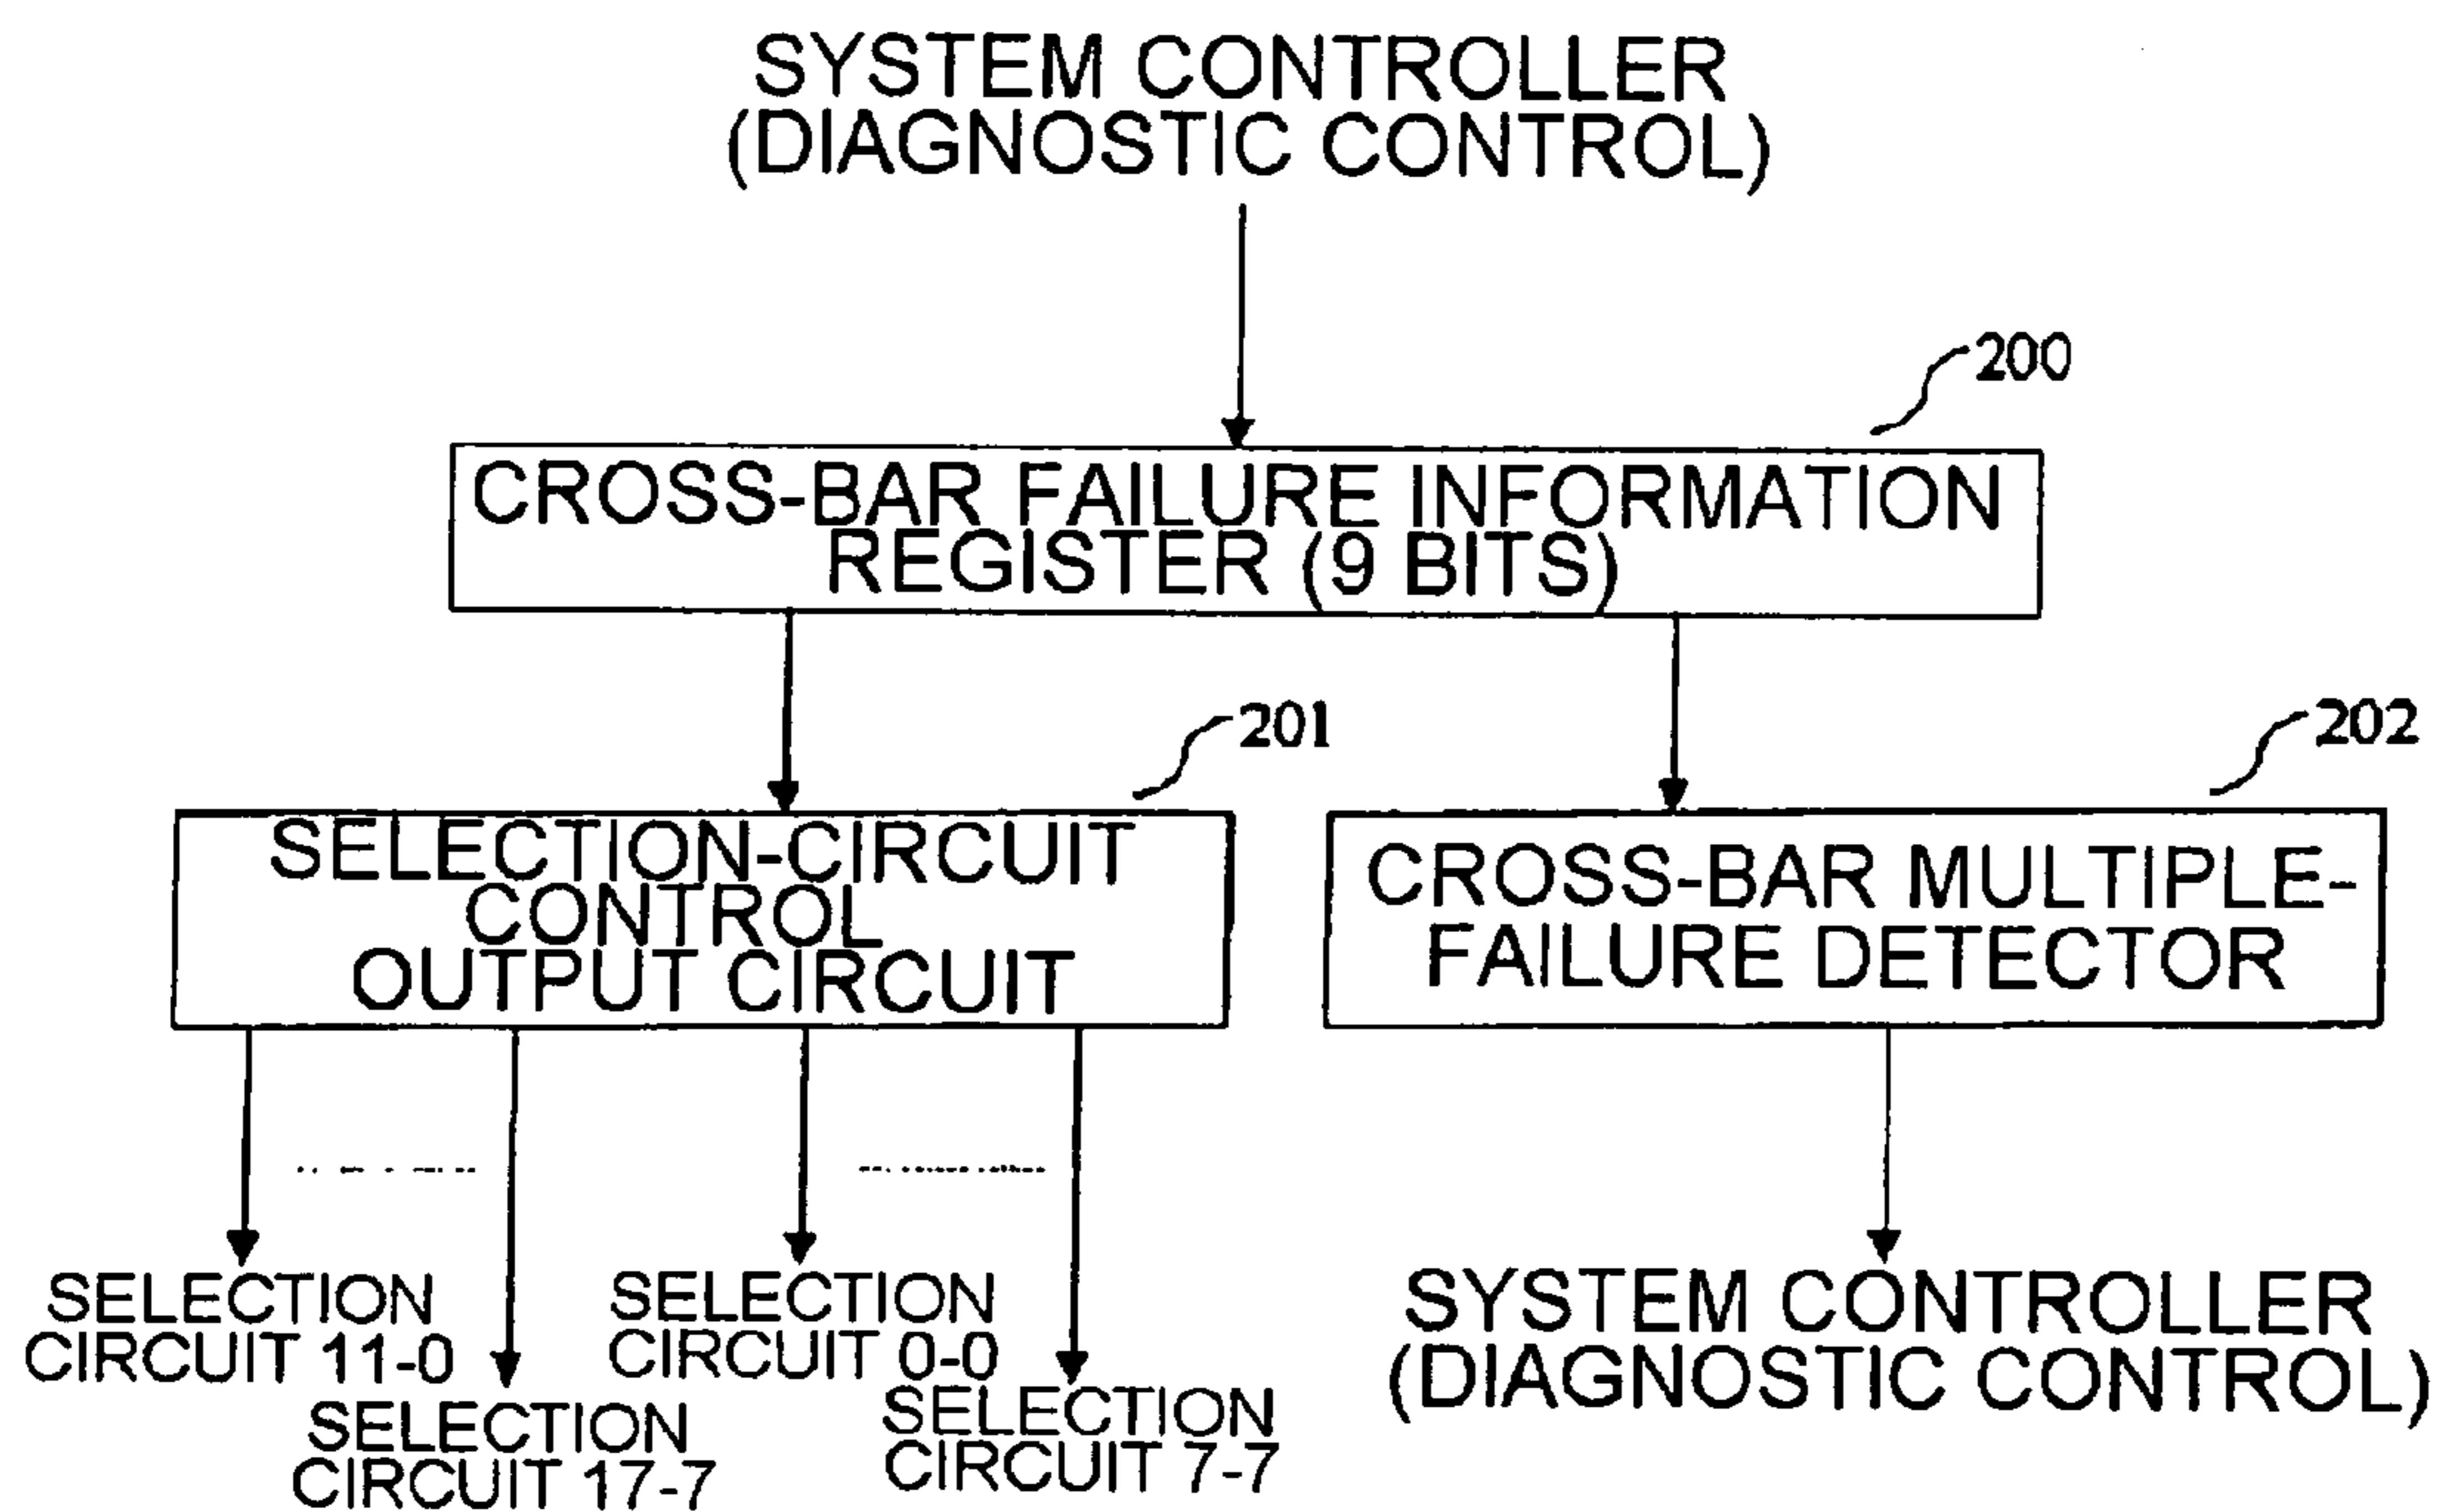 SYSTEM CONTROLLER
(DIAGNOSTIC CONTROL)
200
CROSS-BAR FAILURE INFORMATION
REGISTER (9 BITS)
201
202
SELECTION-CIRCUIT
CONTROL
OUTPUT CIRCUIT
CROSS-BAR MULTIPLE-
FAILURE DETECTOR
SELECTION
CIRCUIT 11-0
SELECTION
CIRCUIT 17-7
SELECTION
CIRCUIT 0-0
SELECTION
CIRCUIT 7-7
SYSTEM CONTROLLER
(DIAGNOSTIC CONTROL)